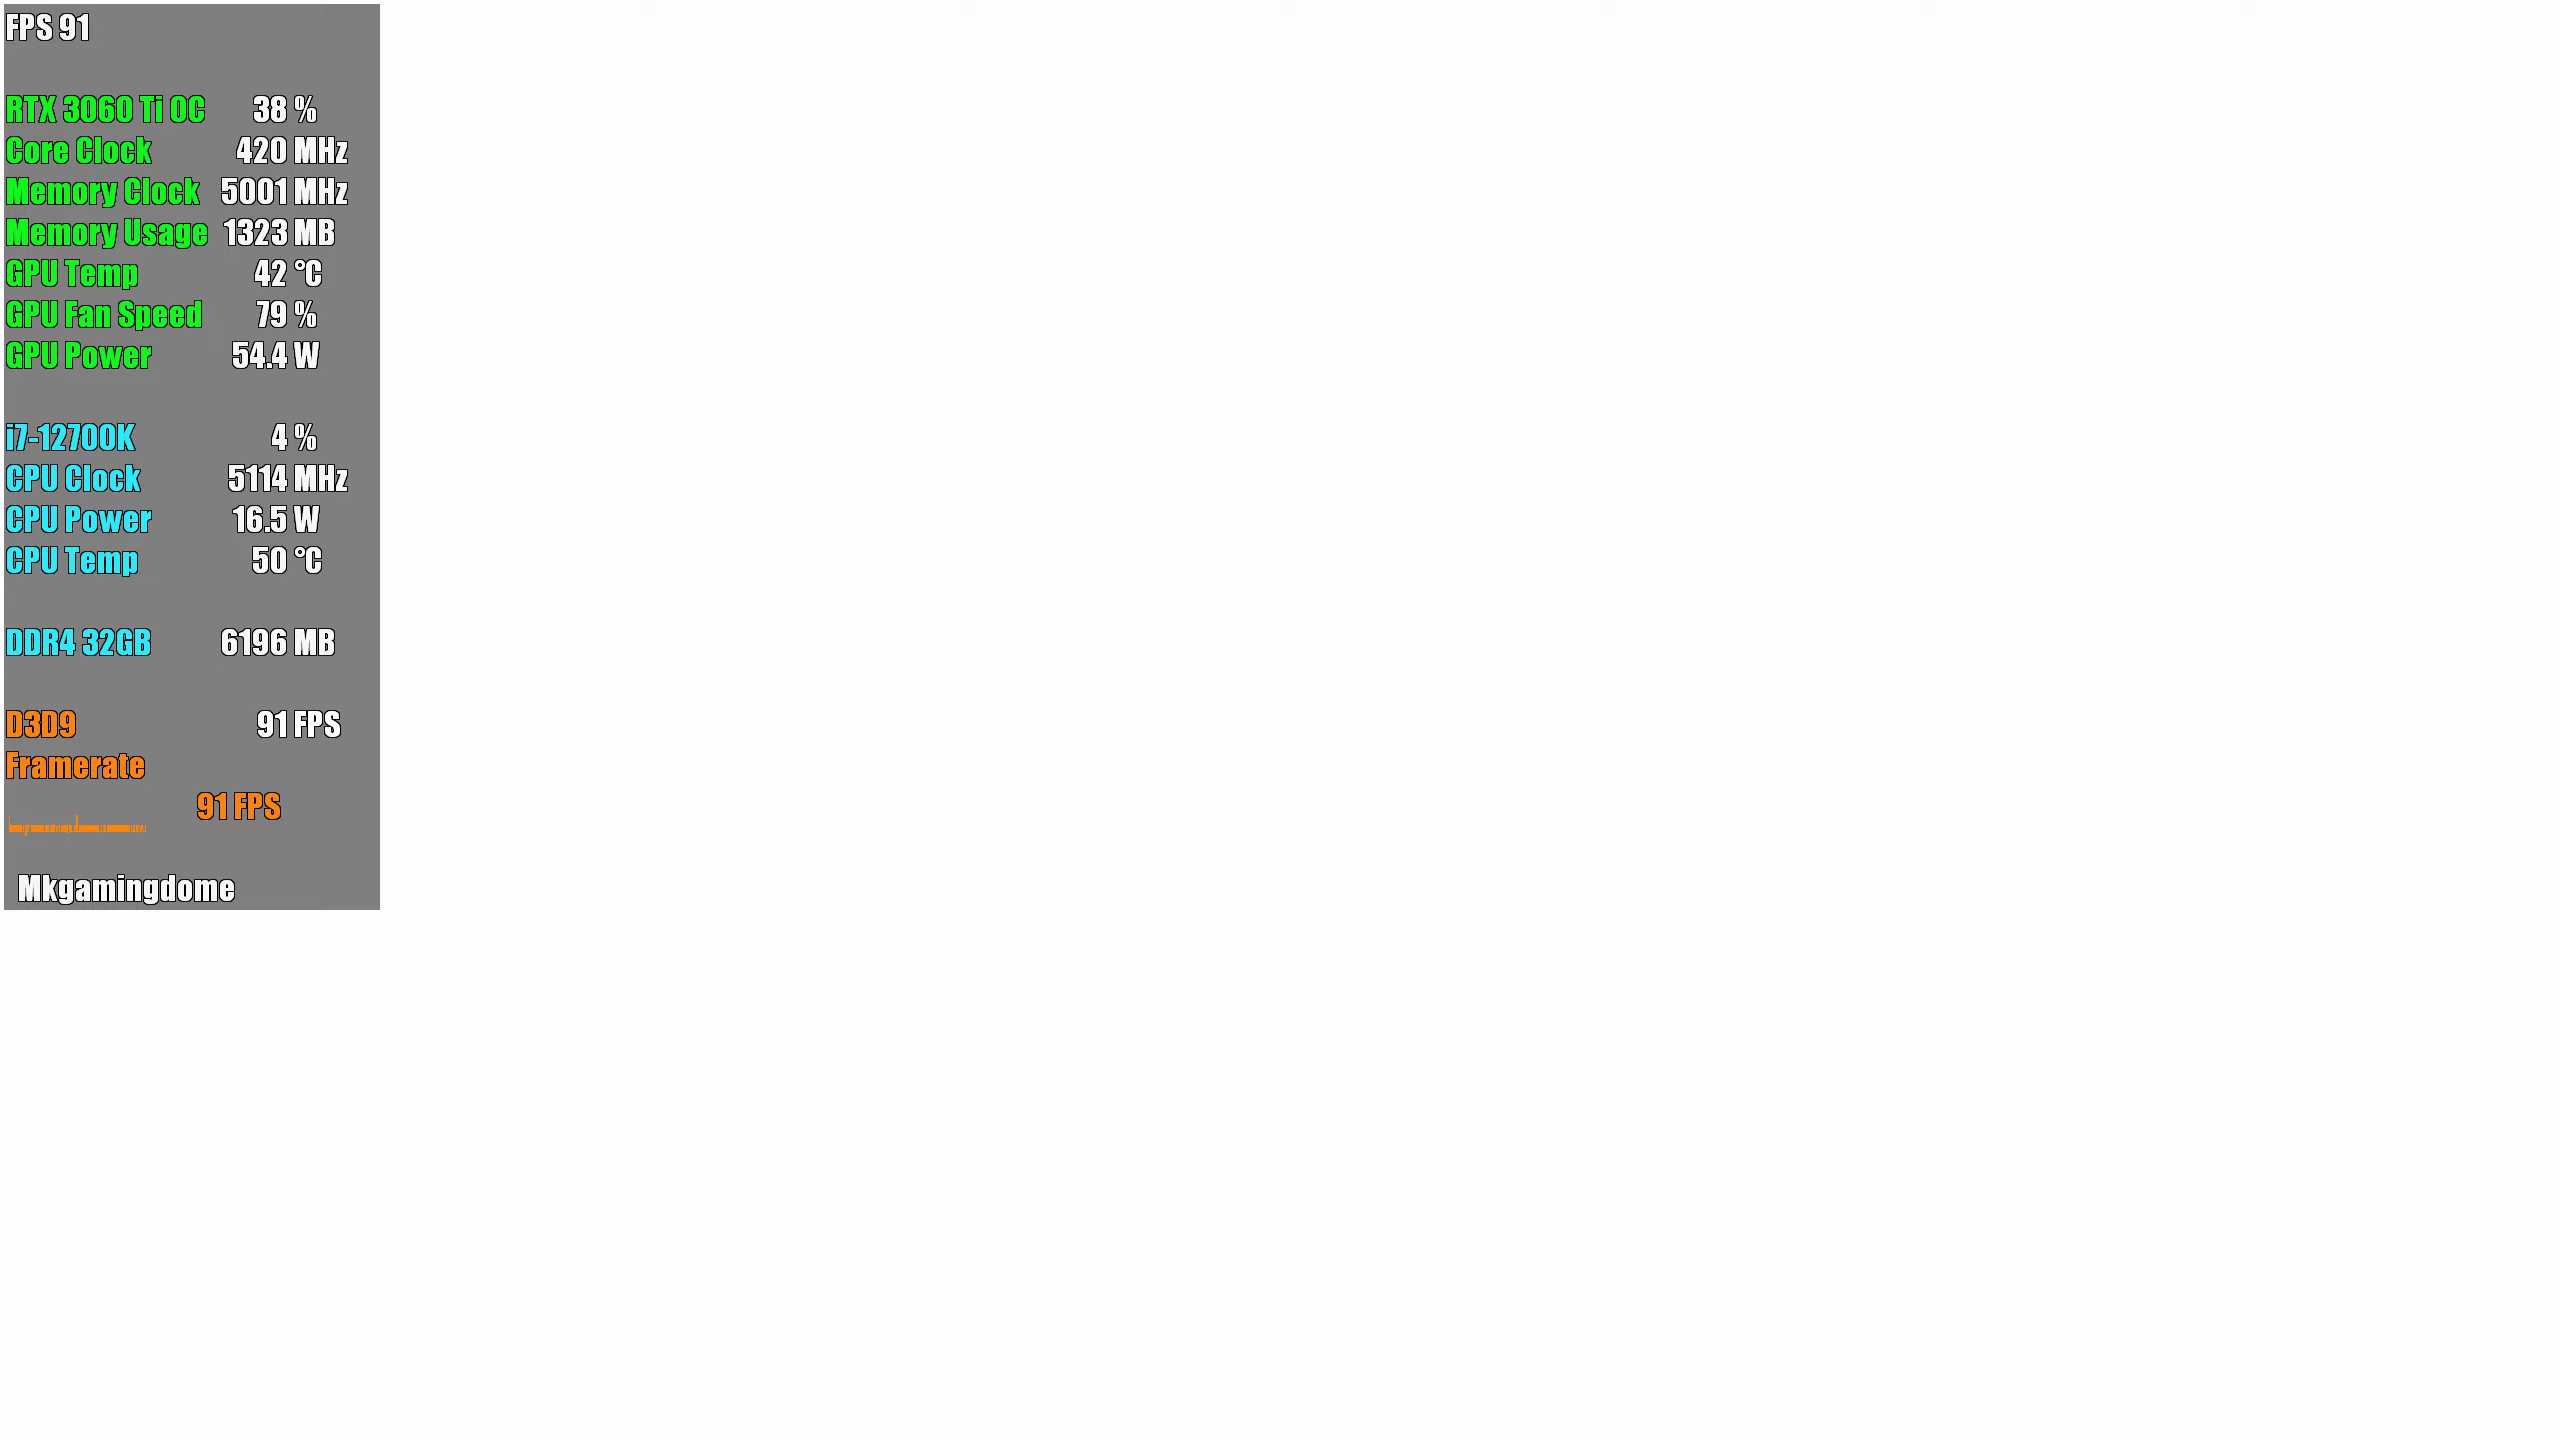 FPS 91
RTX 3060 Ti OC 38 %
Core Clock 420 MHz
Memory Clock 5001 MHz
Memory Usage 1323 MB
GPU Temp 42 °C
GPU Fan Speed 79 %
GPU Power 54.4 W
i7-12700K 4 %
CPU Clock 5114 MHz
CPU Power 16.5 W
CPU Temp 50 °C
DDR4 32GB 6196 MB
D3D9 91 FPS
Framerate
91 FPS
Mkgamingdome